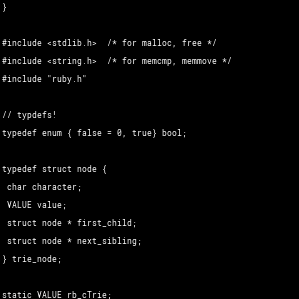 }
#include <stdlib.h>  /* for malloc, free */
#include <string.h>  /* for memcmp, memmove */
#include "ruby.h"
// typdefs!
typedef enum { false = 0, true} bool;
typedef struct node {
 char character;
 VALUE value;
 struct node * first_child;
 struct node * next_sibling;
} trie_node;
static VALUE rb_cTrie;